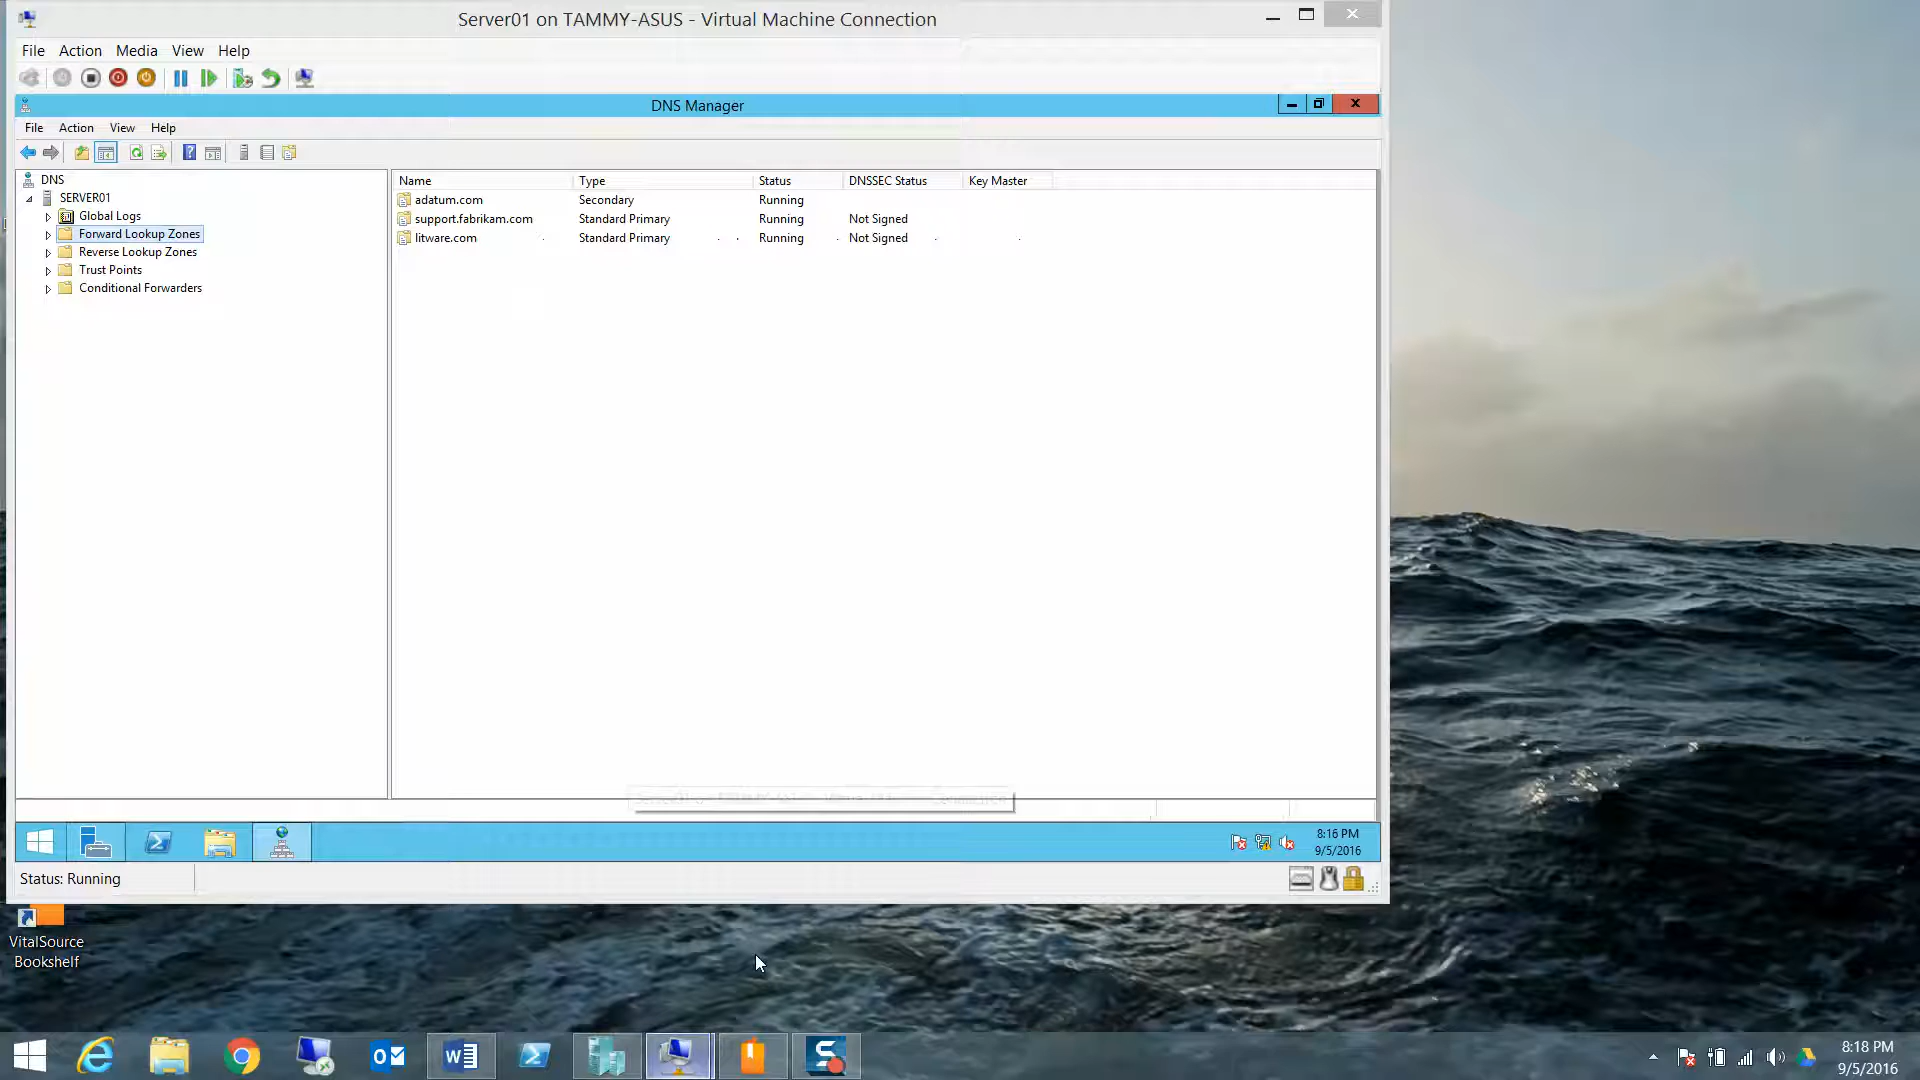 Server01 on TAMMY-ASUS - Virtual Machine Connection
File Action Media View Help
DNS Manager
File Action View Help
DNS
SERVER01
Global Logs
Forward Lookup Zones
Reverse Lookup Zones
Trust Points
Conditional Forwarders
Name Type Status DNSSEC Status Key Master
adatum.com Secondary Running
support.fabrikam.com Standard Primary Running Not Signed
litware.com Standard Primary Running Not Signed
8:16 PM
9/5/2016
Status: Running
VitalSource
Bookshelf
8:18 PM
9/5/2016